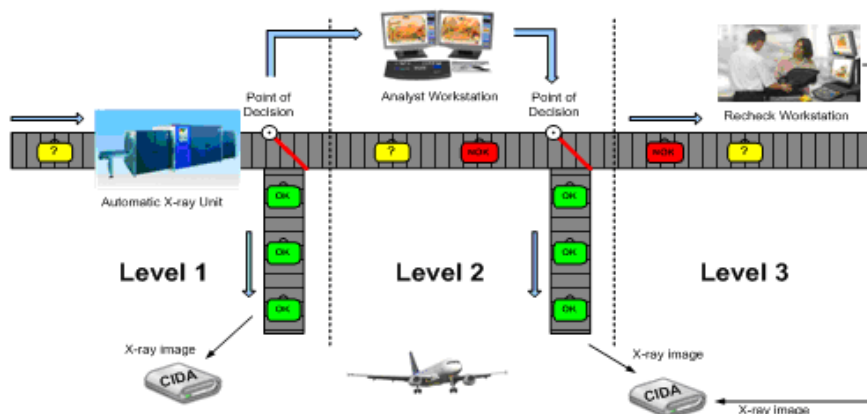 Point of
Decision
Analyst Workstation
Point of
Decision
Recheck Workstation
?
?
NOK
NOK
?
Automatic X-ray Unit
OK
OK
OK
OK
OK
OK
Level 1
Level 2
Level 3
X-ray image
CIDA
X-ray image
CIDA
X-ray image